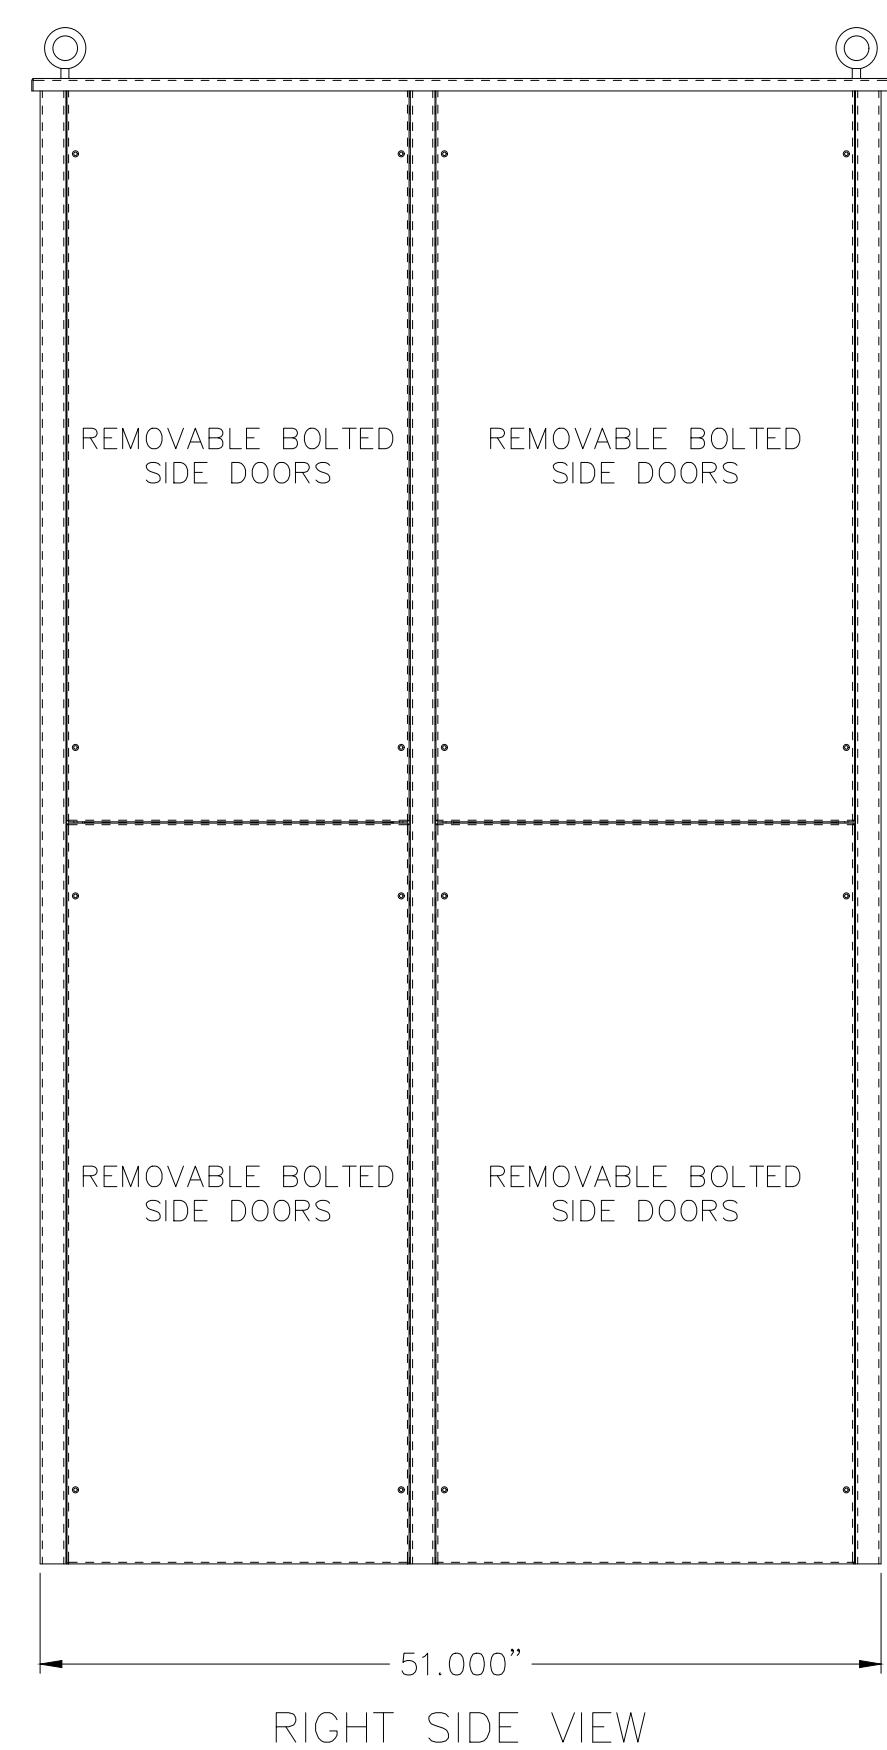 REMOVABLE BOLTED
SIDE DOORS
REMOVABLE BOLTED
SIDE DOORS
REMOVABLE BOLTED
SIDE DOORS
REMOVABLE BOLTED
SIDE DOORS
51.000”
RIGHT SIDE VIEW